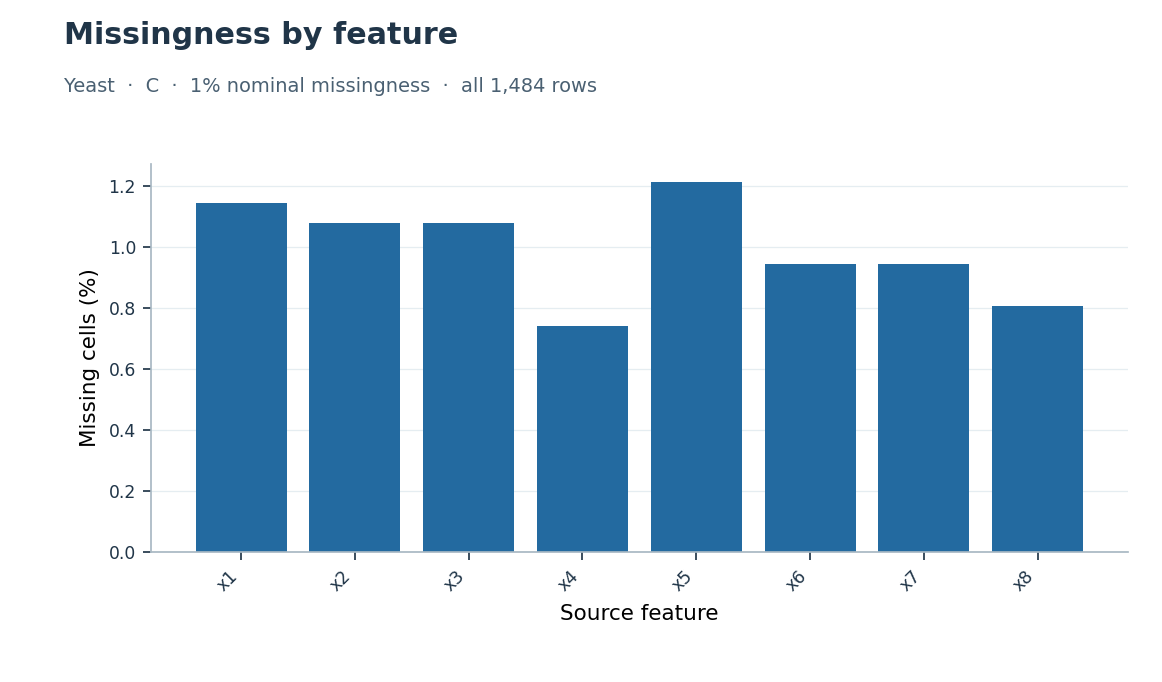 Missingness by feature
Yeast · C · 1% nominal missingness · all 1,484 rows
Missing cells (%)
1.2
1.0
0.8
0.6
0.4
0.2
0.0
x1 x2 x3 x4 x5 x6 x7 x8
Source feature